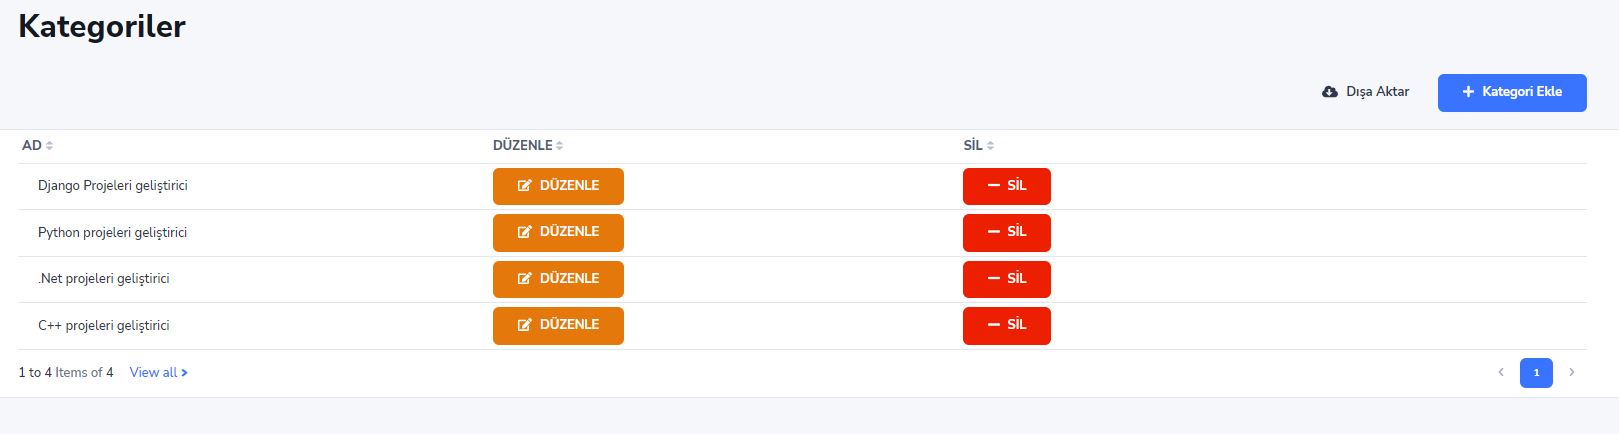 Kategoriler
Dışa Aktar Kategori Ekle
AD DÜZENLE SİL
Django Projeleri geliştirici DÜZENLE SİL
Python projeleri geliştirici DÜZENLE SİL
.Net projeleri geliştirici DÜZENLE SİL
C++ projeleri geliştirici DÜZENLE SİL
1 to 4 Items of 4 View all 1